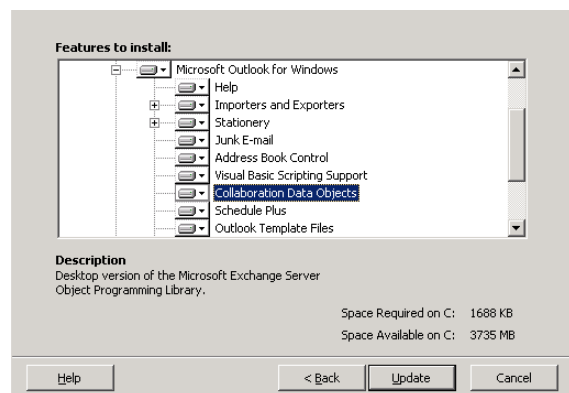 Features to install:
Microsoft Outlook for Windows
Help
Importers and Exporters
Stationery
Junk E-mail
Address Book Control
Visual Basic Scripting Support
Collaboration Data Objects
Schedule Plus
Outlook Template Files
Description
Desktop version of the Microsoft Exchange Server
Object Programming Library.
Space Required on C: 1688 KB
Space Available on C: 3735 MB
Help < Back Update Cancel